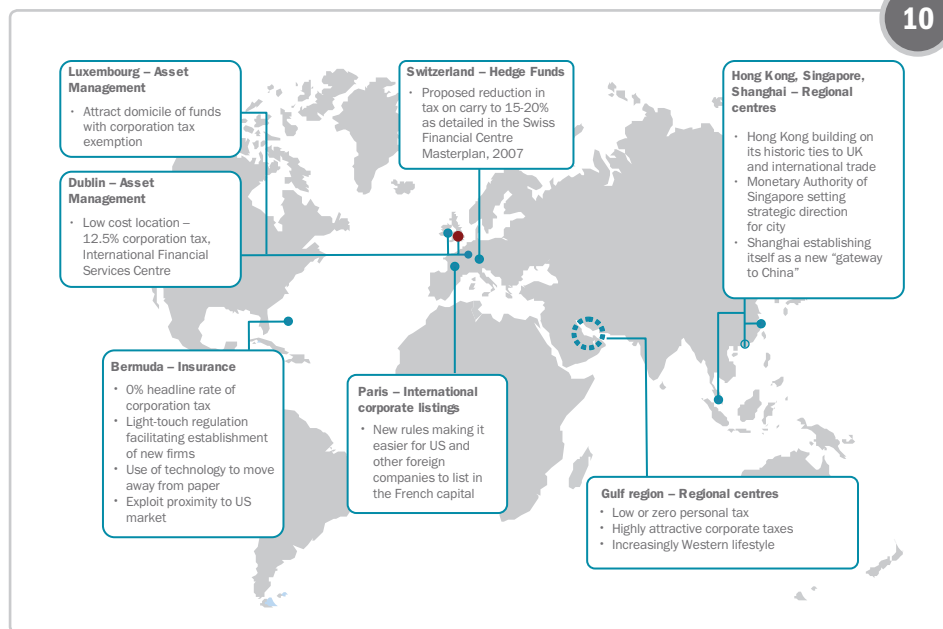 10
Luxembourg – Asset
Management
• Attract domicile of funds
with corporation tax
exemption
Dublin – Asset
Management
• Low cost location –
12.5% corporation tax,
International Financial
Services Centre
Switzerland – Hedge Funds
• Proposed reduction in
tax on carry to 15-20%
as detailed in the Swiss
Financial Centre
Masterplan, 2007
Hong Kong, Singapore,
Shanghai – Regional
centres
• Hong Kong building on
its historic ties to UK
and international trade
• Monetary Authority of
Singapore setting
strategic direction
for city
• Shanghai establishing
itself as a new “gateway
to China”
Bermuda – Insurance
• 0% headline rate of
corporation tax
• Light-touch regulation
facilitating establishment
of new firms
• Use of technology to move
away from paper
• Exploit proximity to US
market
Paris – International
corporate listings
• New rules making it
easier for US and
other foreign
companies to list in
the French capital
Gulf region – Regional centres
• Low or zero personal tax
• Highly attractive corporate taxes
• Increasingly Western lifestyle